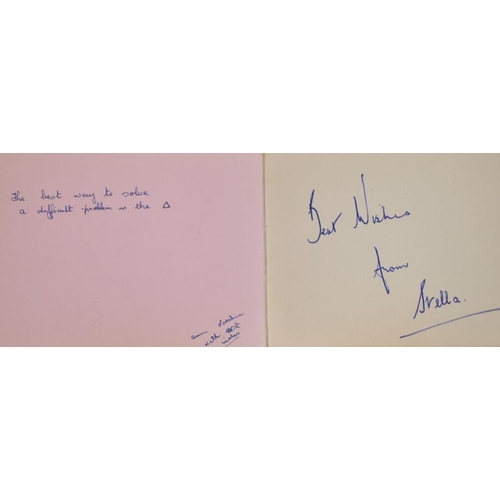 The best way to solve
a difficult problem is the Δ
with best
wishes
Best Wishes
from
Stella.